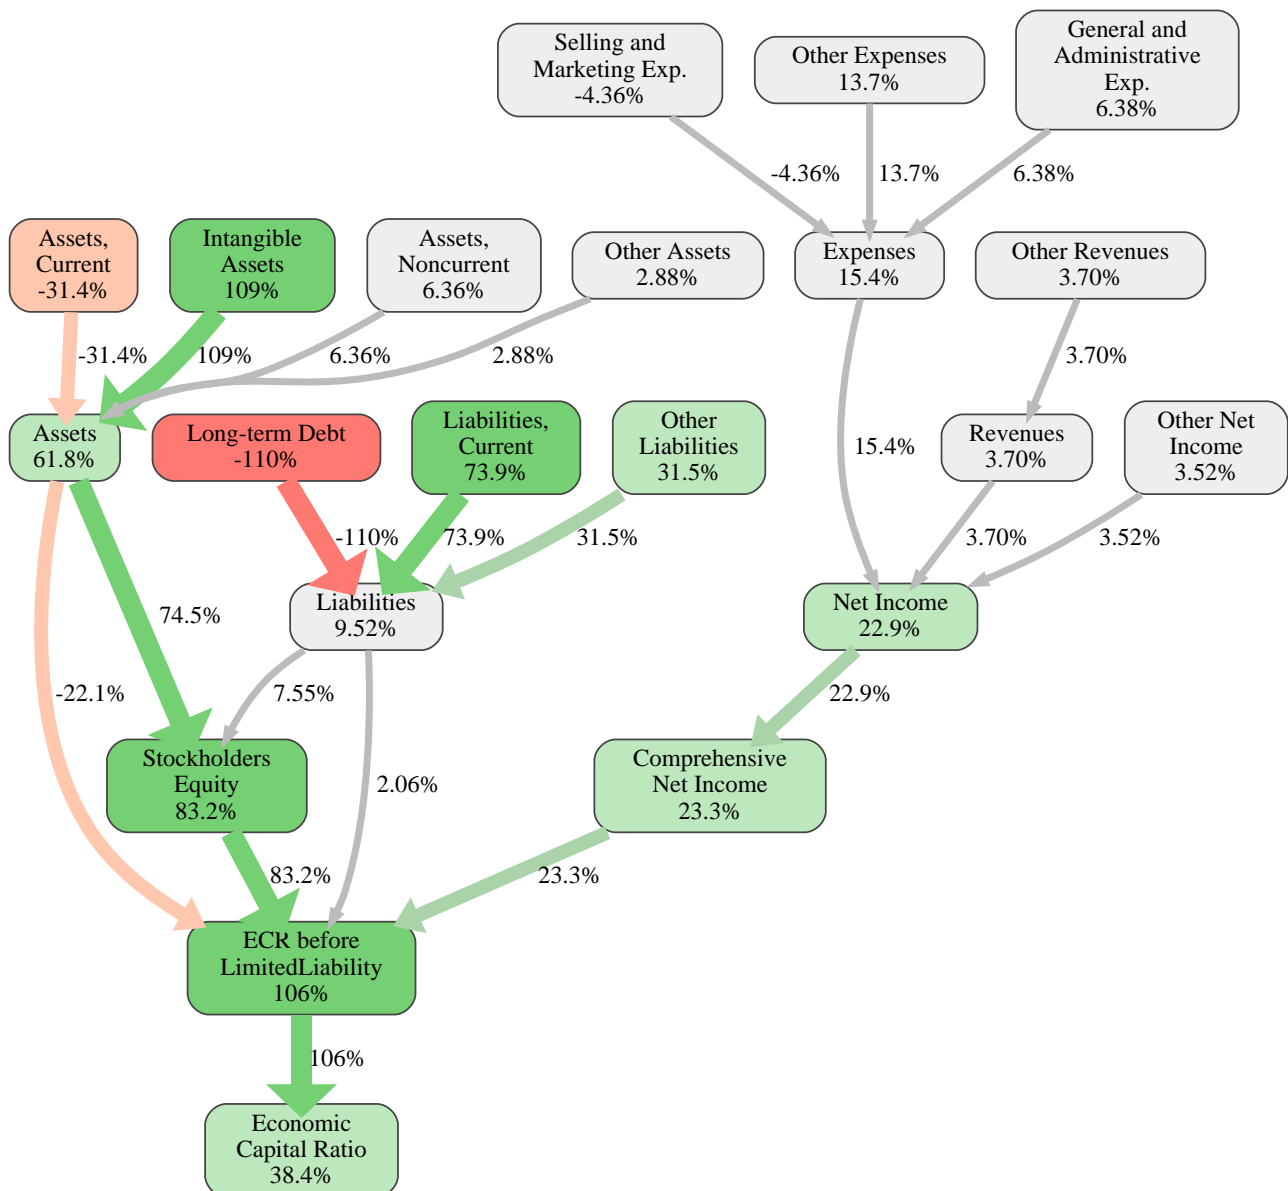 Selling and
Marketing Exp.
-4.36%
Other Expenses
13.7%
General and
Administrative
Exp.
6.38%
-4.36%
13.7%
6.38%
Assets,
Current
-31.4%
Intangible
Assets
109%
Assets,
Noncurrent
6.36%
Other Assets
2.88%
Expenses
15.4%
Other Revenues
3.70%
-31.4%
109%
6.36%
2.88%
3.70%
Assets
61.8%
Long-term Debt
-110%
Liabilities,
Current
73.9%
Other
Liabilities
31.5%
15.4%
Revenues
3.70%
Other Net
Income
3.52%
-110%
73.9%
31.5%
3.70%
3.52%
74.5%
Liabilities
9.52%
Net Income
22.9%
-22.1%
7.55%
22.9%
Stockholders
Equity
83.2%
2.06%
Comprehensive
Net Income
23.3%
83.2%
23.3%
ECR before
LimitedLiability
106%
106%
Economic
Capital Ratio
38.4%